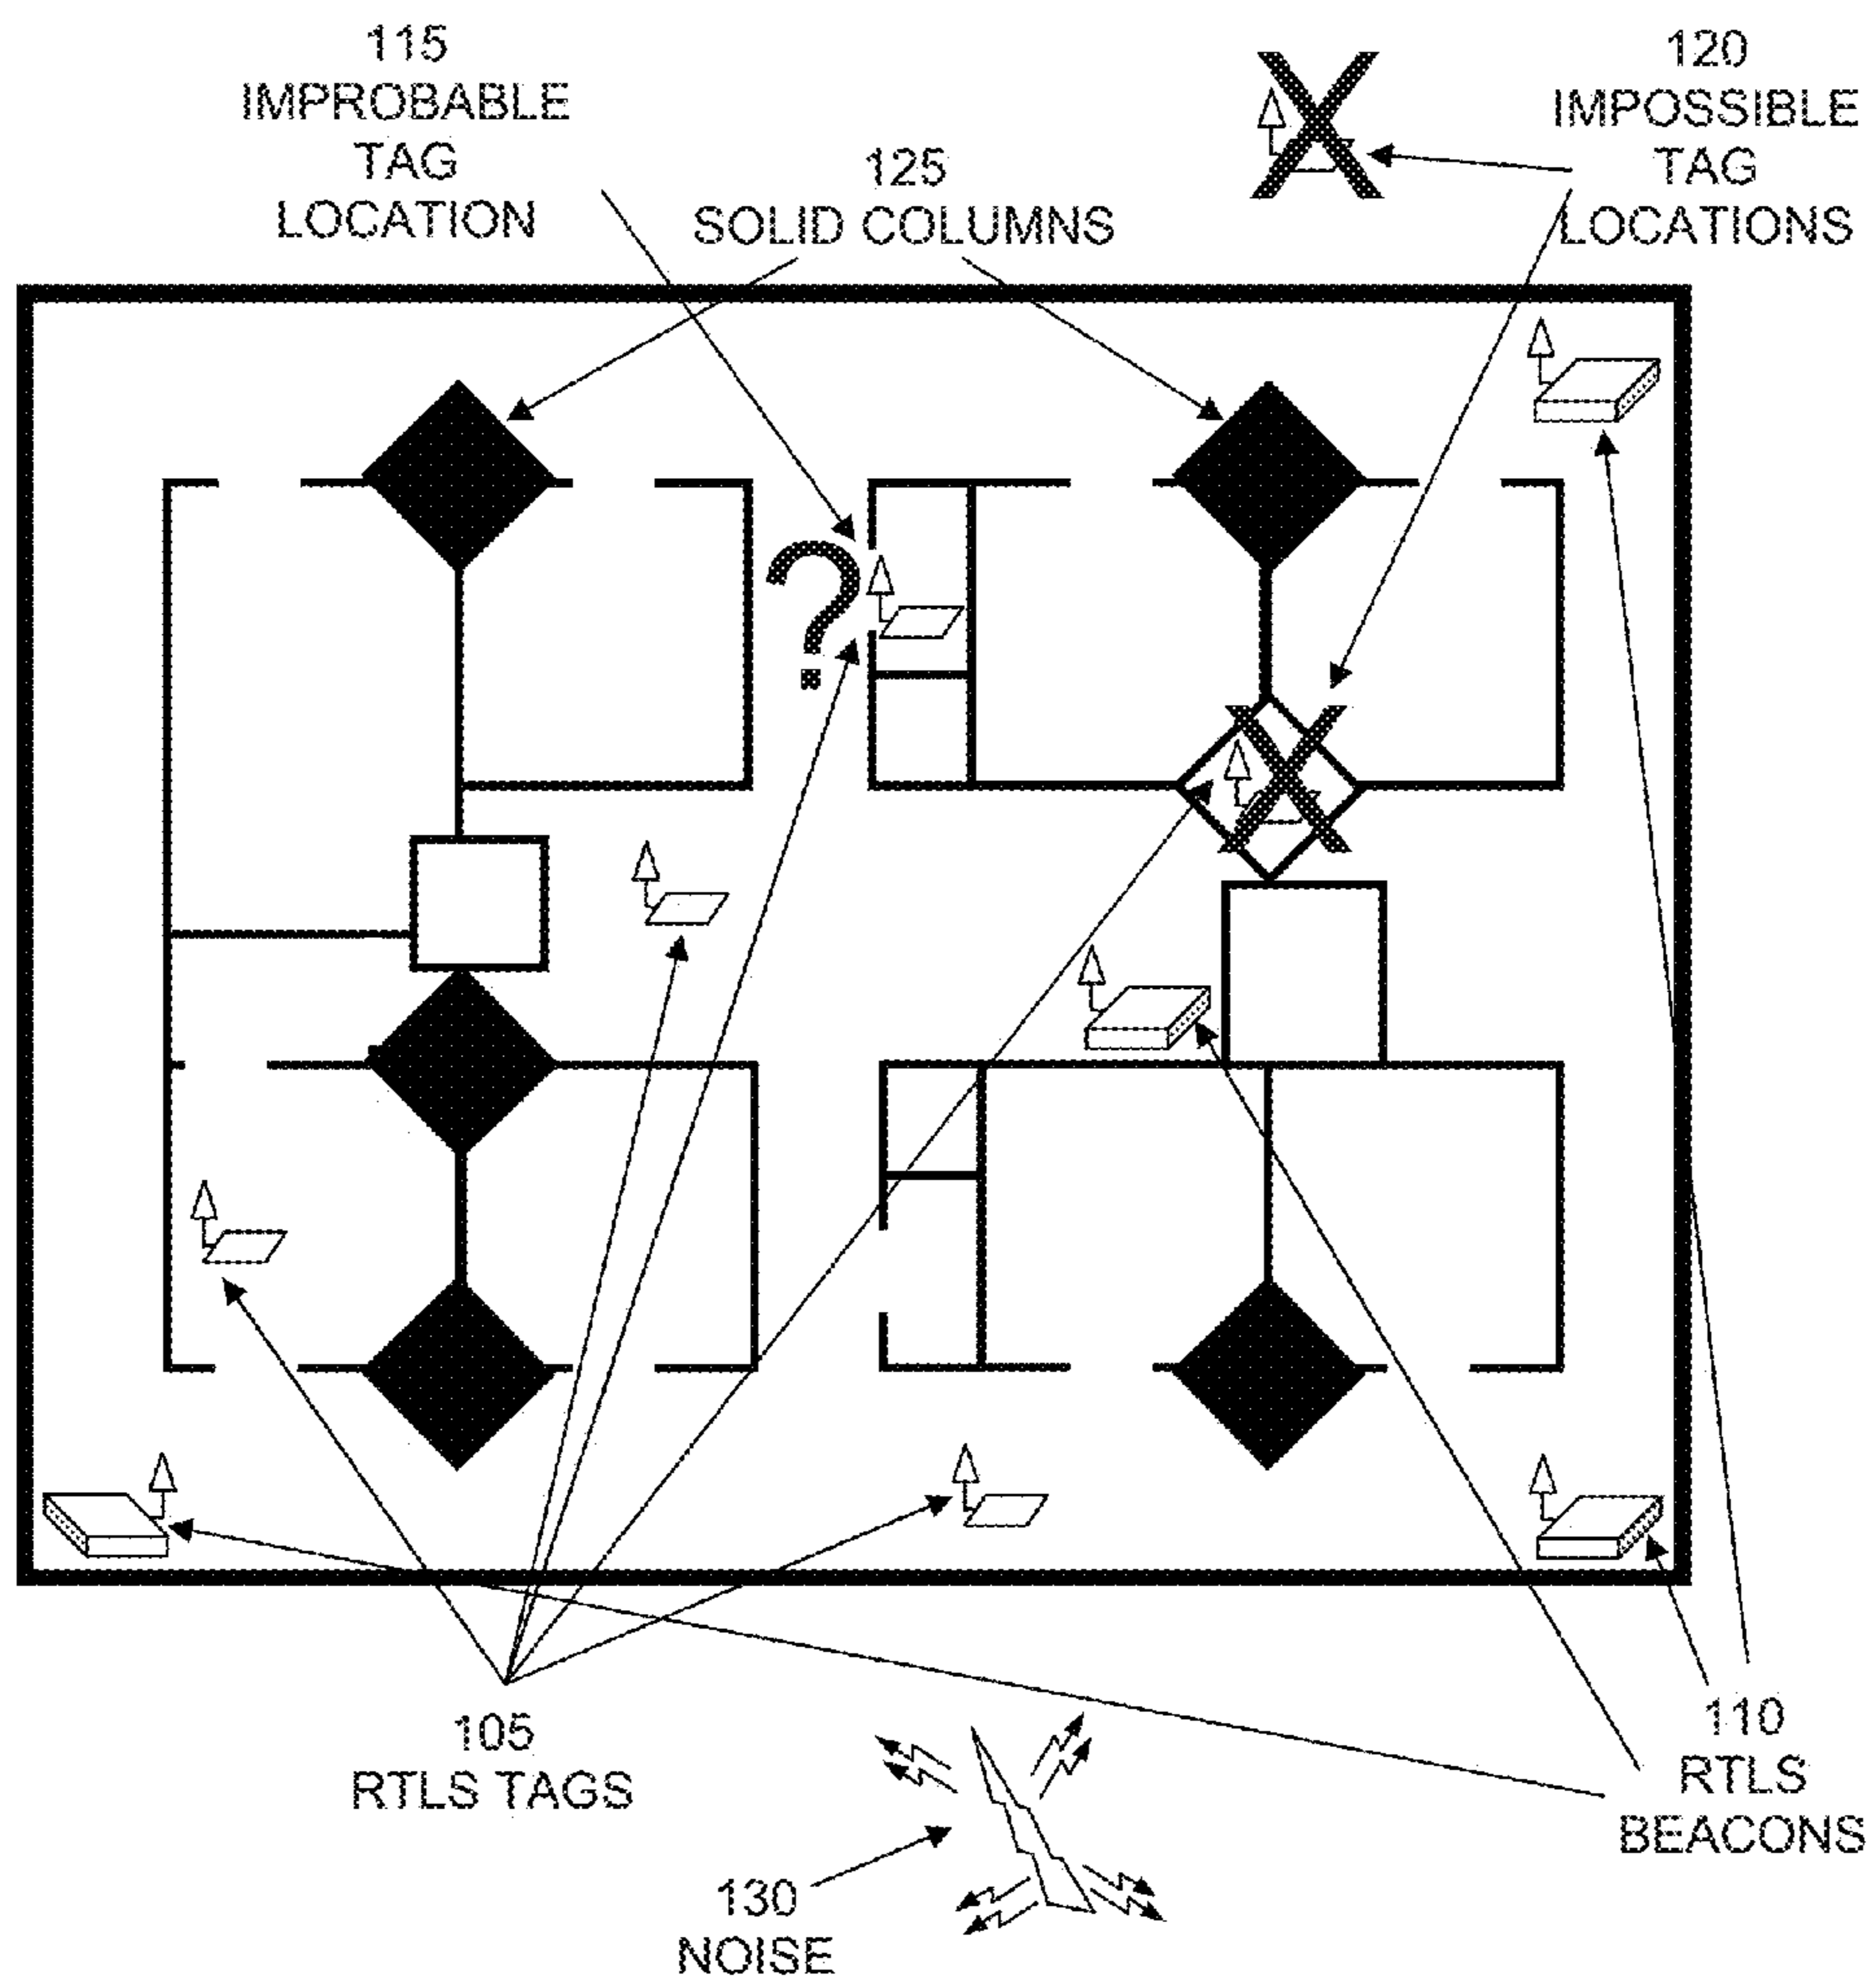 115
IMPROBABLE
TAG
LOCATION
125
SOLID COLUMNS
120
IMPOSSIBLE
TAG
LOCATIONS
?
105
RTLS TAGS
110
RTLS
BEACONS
130
NOISE